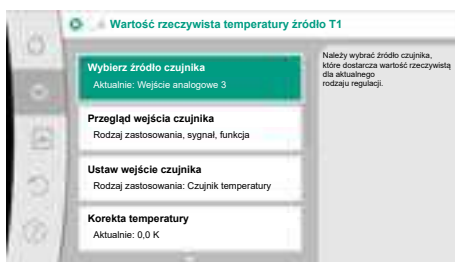 Wartość rzeczywista temperatury źródło T1
Wybierz źródło czujnika
Aktualnie: Wejście analogowe 3
Przegląd wejścia czujnika
Rodzaj zastosowania, sygnał, funkcja
Ustaw wejście czujnika
Rodzaj zastosowania: Czujnik temperatury
Korekta temperatury
Aktualnie: 0,0 K
Należy wybrać źródło czujnika,
które dostarcza wartość rzeczywistą
dla aktualnego
rodzaju regulacji.